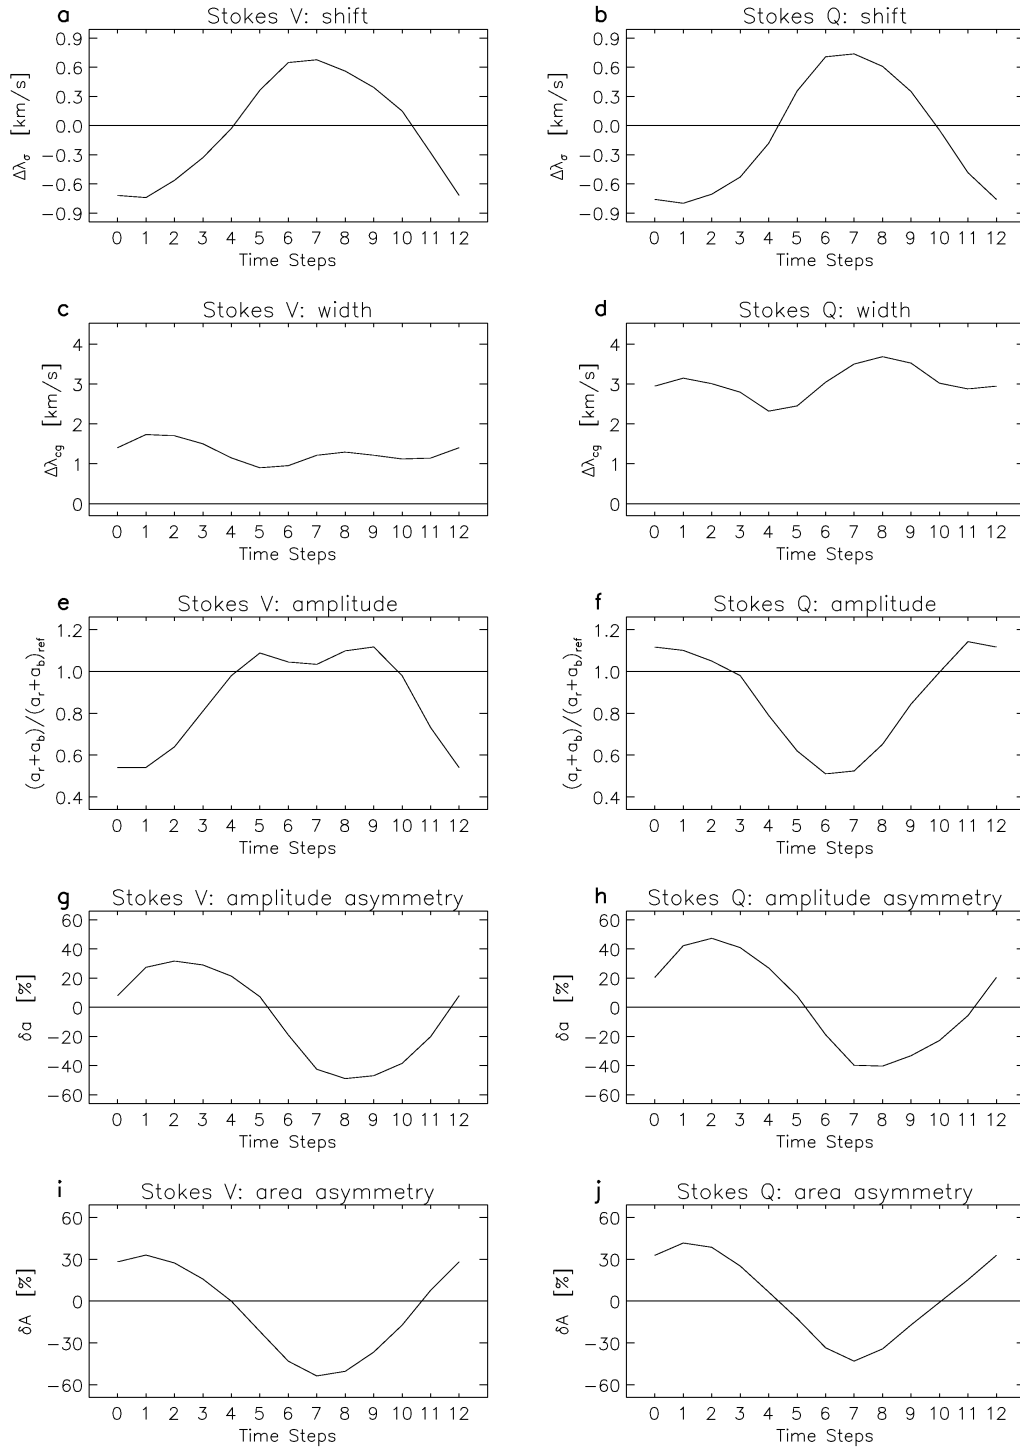 a Stokes V: shift
0.9
0.6
0.3
0.0
−0.3
−0.6
−0.9
Δλσ [km/s]
0 1 2 3 4 5 6 7 8 9 10 11 12
Time Steps
b Stokes Q: shift
0.9
0.6
0.3
0.0
−0.3
−0.6
−0.9
Δλσ [km/s]
0 1 2 3 4 5 6 7 8 9 10 11 12
Time Steps
c Stokes V: width
4
3
2
1
0
Δλcg [km/s]
0 1 2 3 4 5 6 7 8 9 10 11 12
Time Steps
d Stokes Q: width
4
3
2
1
0
Δλcg [km/s]
0 1 2 3 4 5 6 7 8 9 10 11 12
Time Steps
e Stokes V: amplitude
1.2
1.0
0.8
0.6
0.4
(ar+ab)/(ar+ab)ref
0 1 2 3 4 5 6 7 8 9 10 11 12
Time Steps
f Stokes Q: amplitude
1.2
1.0
0.8
0.6
0.4
(ar+ab)/(ar+ab)ref
0 1 2 3 4 5 6 7 8 9 10 11 12
Time Steps
g Stokes V: amplitude asymmetry
60
40
20
0
−20
−40
−60
δa [%]
0 1 2 3 4 5 6 7 8 9 10 11 12
Time Steps
h Stokes Q: amplitude asymmetry
60
40
20
0
−20
−40
−60
δa [%]
0 1 2 3 4 5 6 7 8 9 10 11 12
Time Steps
i Stokes V: area asymmetry
60
30
0
−30
−60
δA [%]
0 1 2 3 4 5 6 7 8 9 10 11 12
Time Steps
j Stokes Q: area asymmetry
60
30
0
−30
−60
δA [%]
0 1 2 3 4 5 6 7 8 9 10 11 12
Time Steps